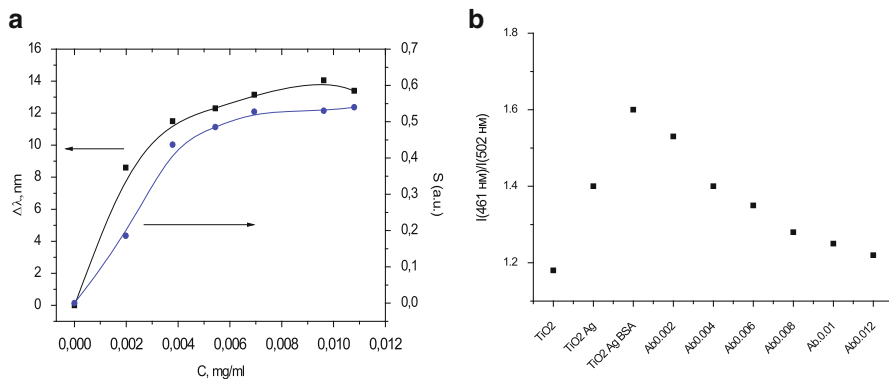 a
16
14
12
10
8
6
4
2
0
Δλ, nm
0,7
0,6
0,5
0,4
0,3
0,2
0,1
0,0
S (a.u.)
0,000
0,002
0,004
0,006
0,008
0,010
0,012
C, mg/ml
b
1.8
1.6
1.4
1.2
I(461 нм)/I(502 нм)
TiO2
TiO2 Ag
TiO2 Ag BSA
Ab0.002
Ab0.004
Ab0.006
Ab0.008
Ab.0.01
Ab0.012